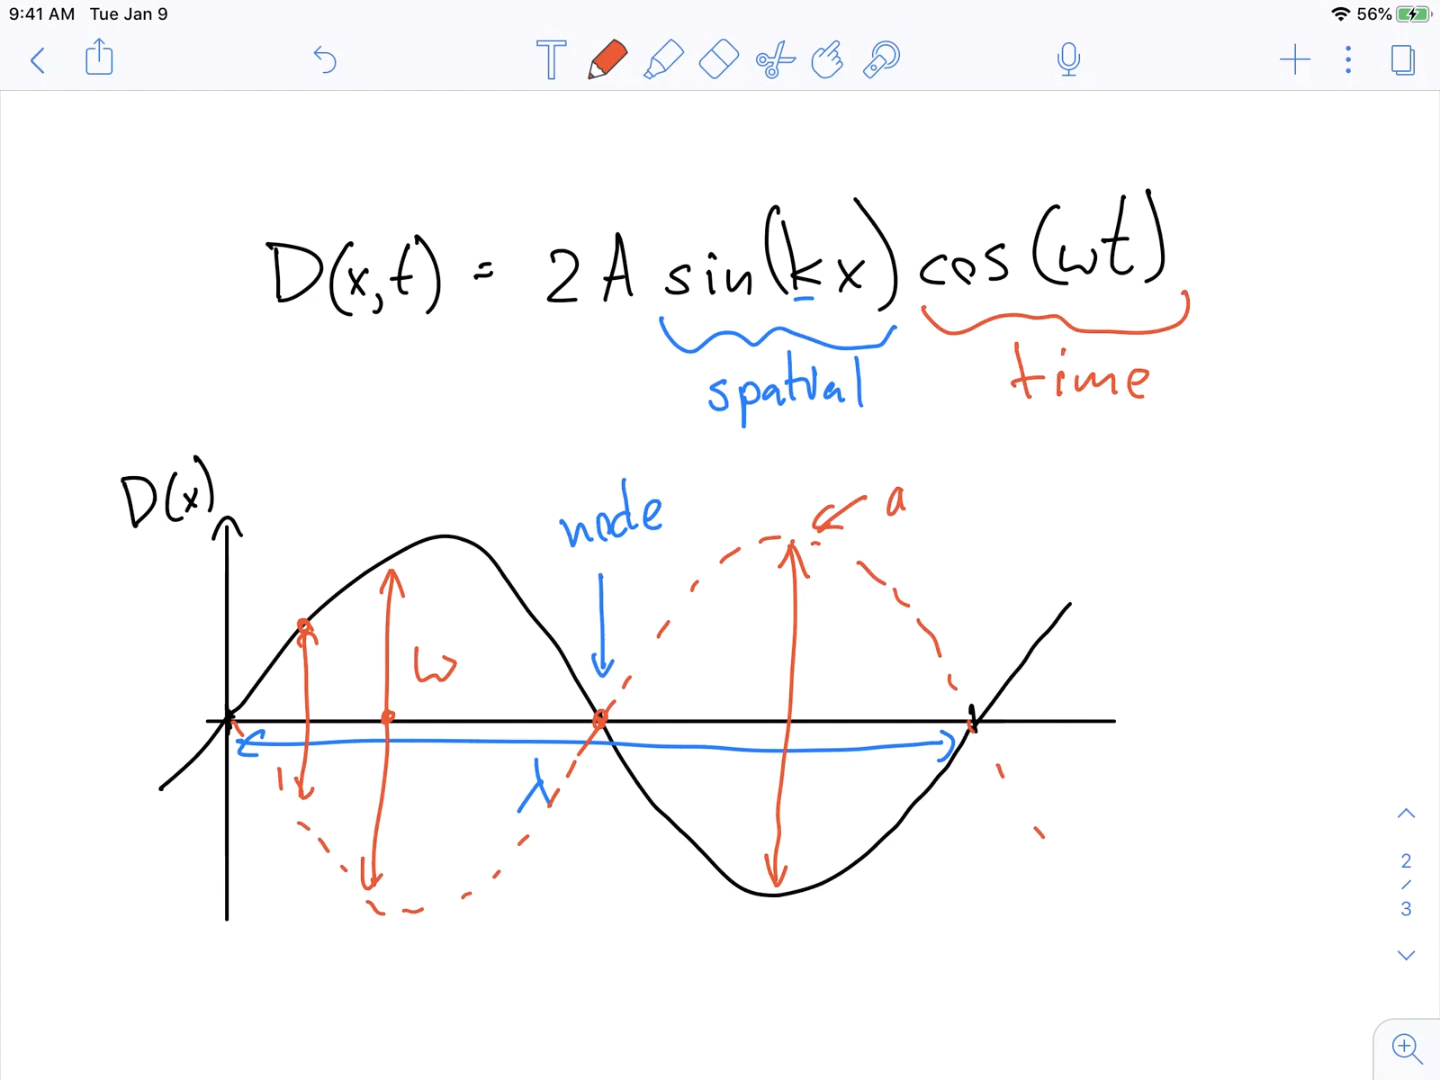 9:41 AM Tue Jan 9 56%
D(x,t) = 2A sin(kx) cos(ωt)
spatial time
D(x)
node a
ω
λ
2
/
3